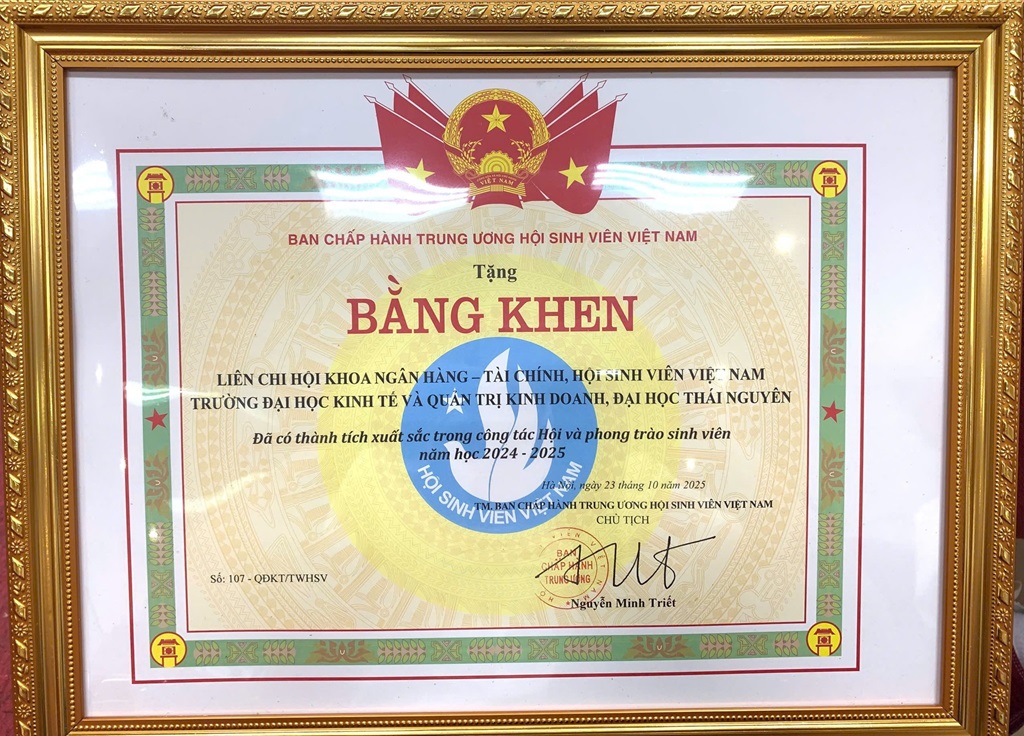 VIỆT NAM
BAN CHẤP HÀNH TRUNG ƯƠNG HỘI SINH VIÊN VIỆT NAM
Tặng
BẰNG KHEN
LIÊN CHI HỘI KHOA NGÂN HÀNG – TÀI CHÍNH, HỘI SINH VIÊN VIỆT NAM
TRƯỜNG ĐẠI HỌC KINH TẾ VÀ QUẢN TRỊ KINH DOANH, ĐẠI HỌC THÁI NGUYÊN
Đã có thành tích xuất sắc trong công tác Hội và phong trào sinh viên
năm học 2024 - 2025
HỘI SINH VIÊN VIỆT NAM
Hà Nội, ngày 23 tháng 10 năm 2025
TM. BAN CHẤP HÀNH TRUNG ƯƠNG HỘI SINH VIÊN VIỆT NAM
CHỦ TỊCH
BAN
CHẤP HÀNH
TRUNG ƯƠNG
Số: 107 - QĐKT/TWHSV
Nguyễn Minh Triết